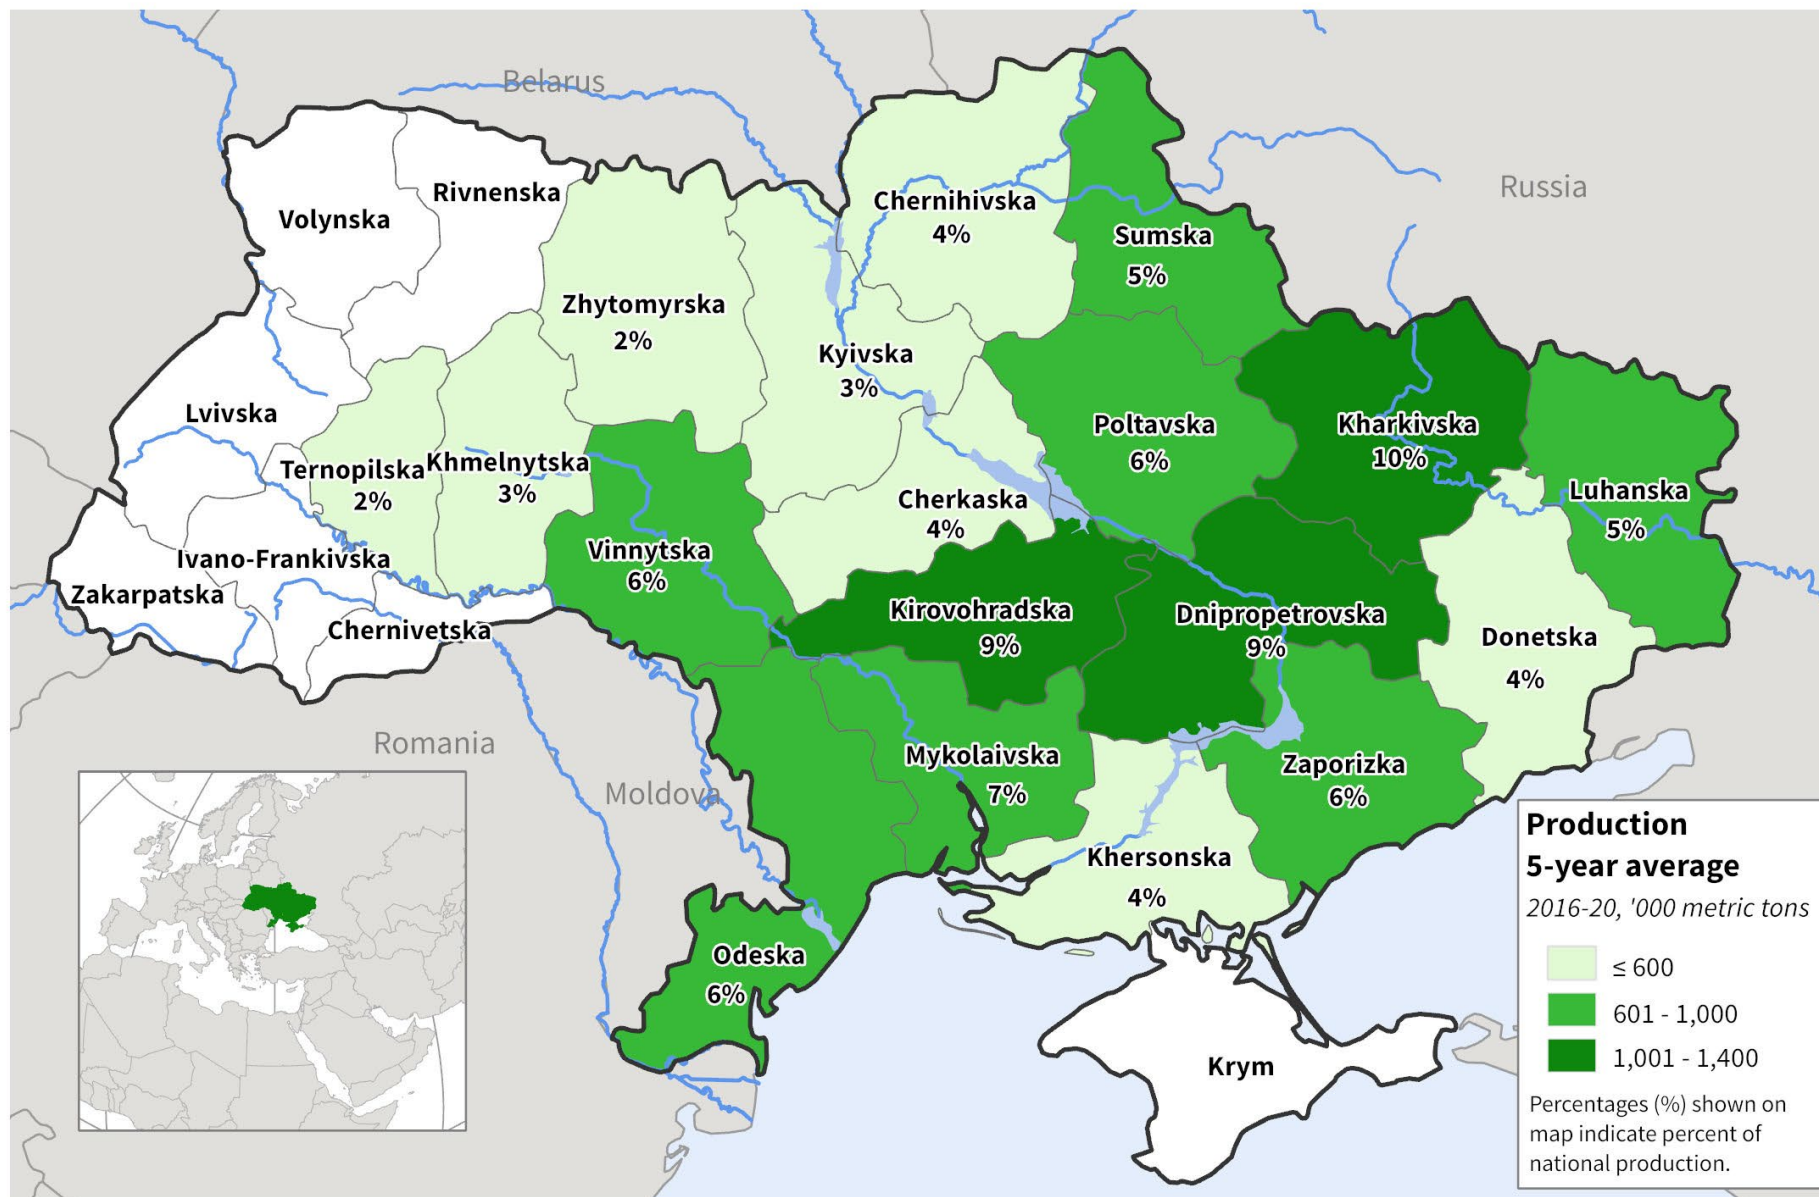 Belarus
Russia
Rivnenska
Volynska
Chernihivska
4%
Sumska
5%
Zhytomyrska
2%
Kyivska
3%
Lvivska
Poltavska
6%
Kharkivska
10%
Ternopilska
2%
Khmelnytska
3%
Cherkaska
4%
Luhanska
5%
Vinnytska
6%
Ivano-Frankivska
Zakarpatska
Chernivetska
Kirovohradska
9%
Dnipropetrovska
9%
Donetska
4%
Romania
Moldova
Mykolaivska
7%
Zaporizka
6%
Khersonska
4%
Odeska
6%
Krym
Production
5-year average
2016-20, '000 metric tons
≤ 600
601 - 1,000
1,001 - 1,400
Percentages (%) shown on
map indicate percent of
national production.